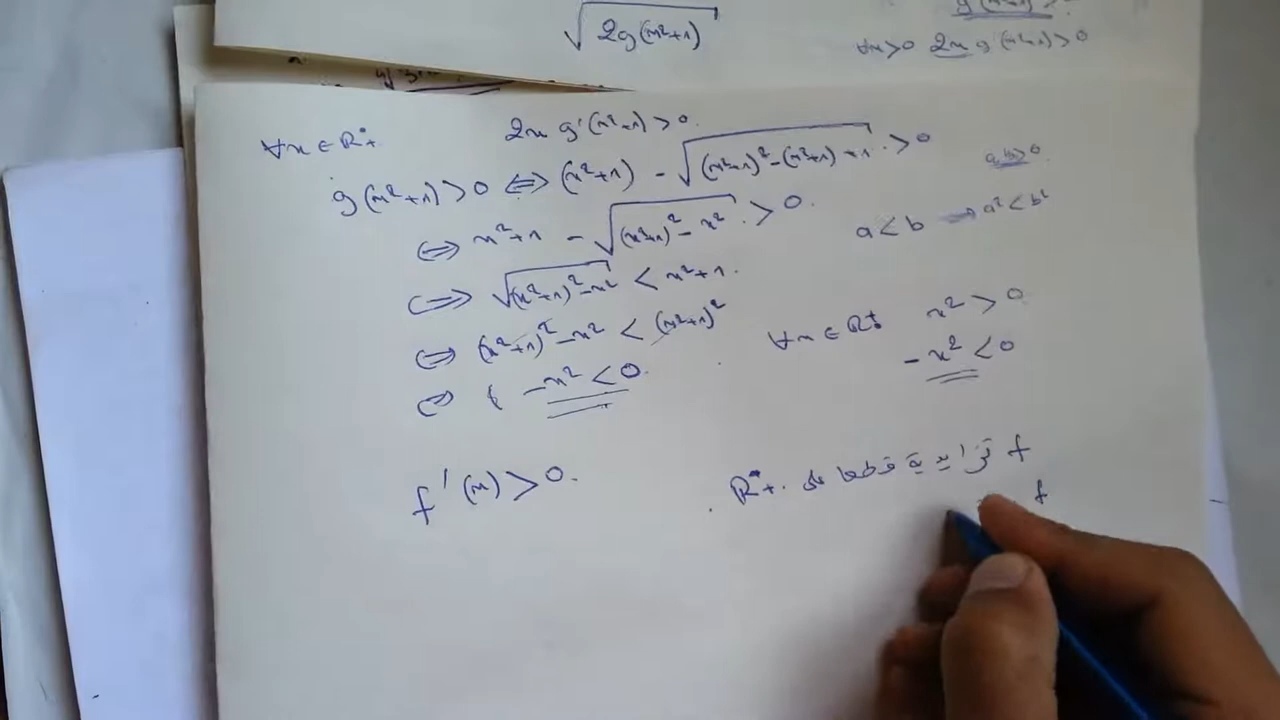 √2g(x²+1)
∀x>0 2x g(x²+1)>0
∀x ∈ ℝ*₊ 2x g'(x²+1)>0.
g(x²+1)>0 ⟺ (x²+1) - √(x²+1)²-(x²+1)+1 >0
a,b>0
⟺ x²+1 - √(x²+1)²-x² >0.
a<b → a²<b²
⟺ √(x²+1)²-x² < x²+1.
⟺ (x²+1)²-x² < (x²+1)²
∀x ∈ ℝ*₊ x²>0
⟺ -x²<0.
-x²<0
f'(x)>0.
f تزايدية قطعا على ℝ*₊.
f